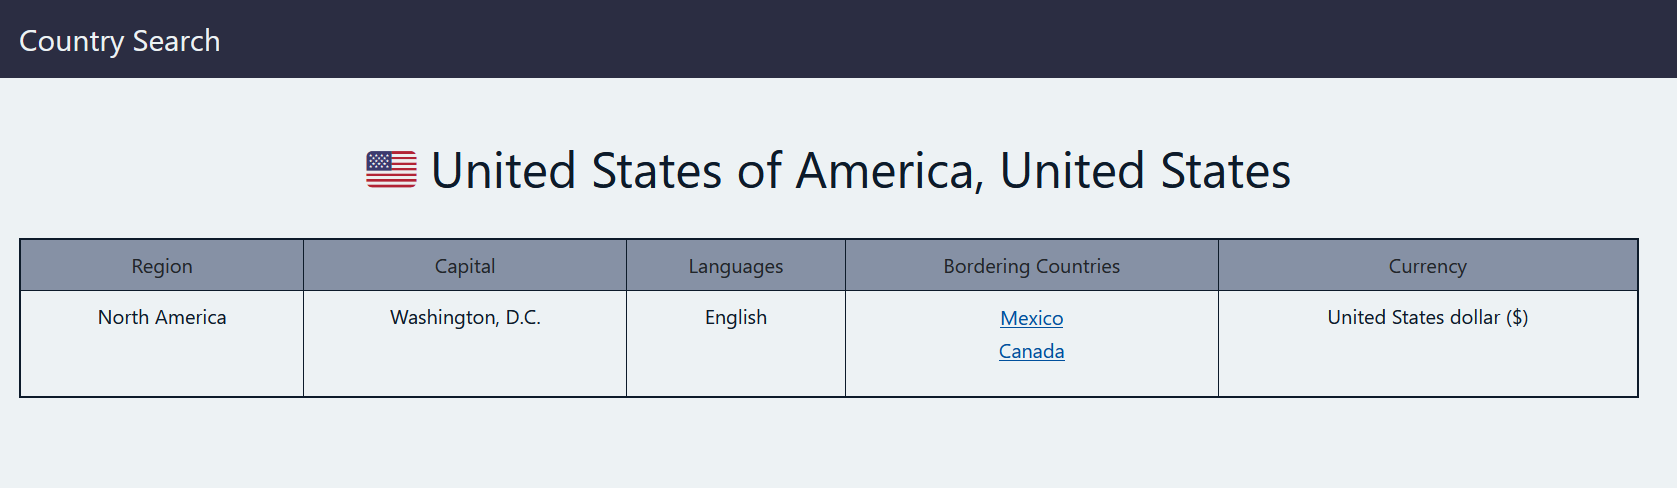 Country Search
United States of America, United States
Region Capital Languages Bordering Countries Currency
North America Washington, D.C. English Mexico United States dollar ($)
Canada